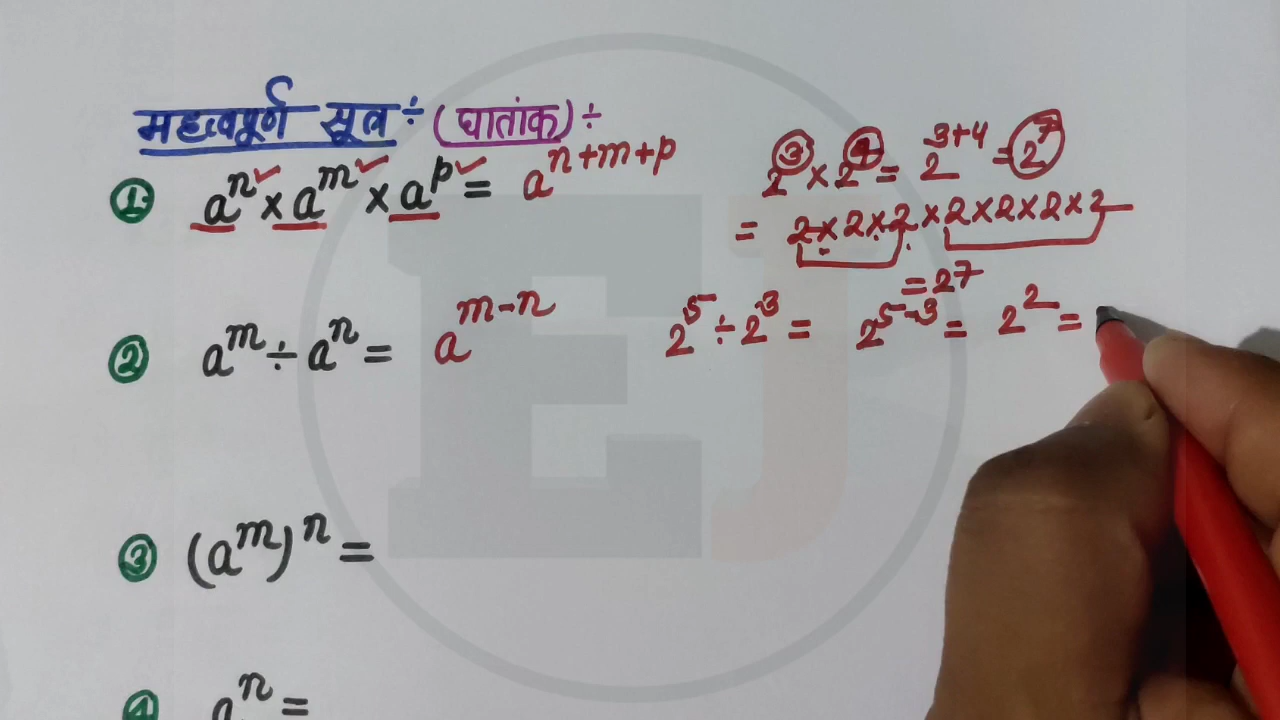 महत्वपूर्ण सूत्र ÷ (घातांक) ÷
① aⁿ✓ × aᵐ✓ × aᵖ✓ = aⁿ⁺ᵐ⁺ᵖ
2³ × 2⁴ = 2³⁺⁴ = 2⁷
= 2 × 2 × 2 × 2 × 2 × 2 × 2
= 2⁷
② aᵐ ÷ aⁿ = aᵐ⁻ⁿ
2⁵ ÷ 2³ = 2⁵⁻³ = 2² =
③ (aᵐ)ⁿ =
④ aⁿ =
EJ